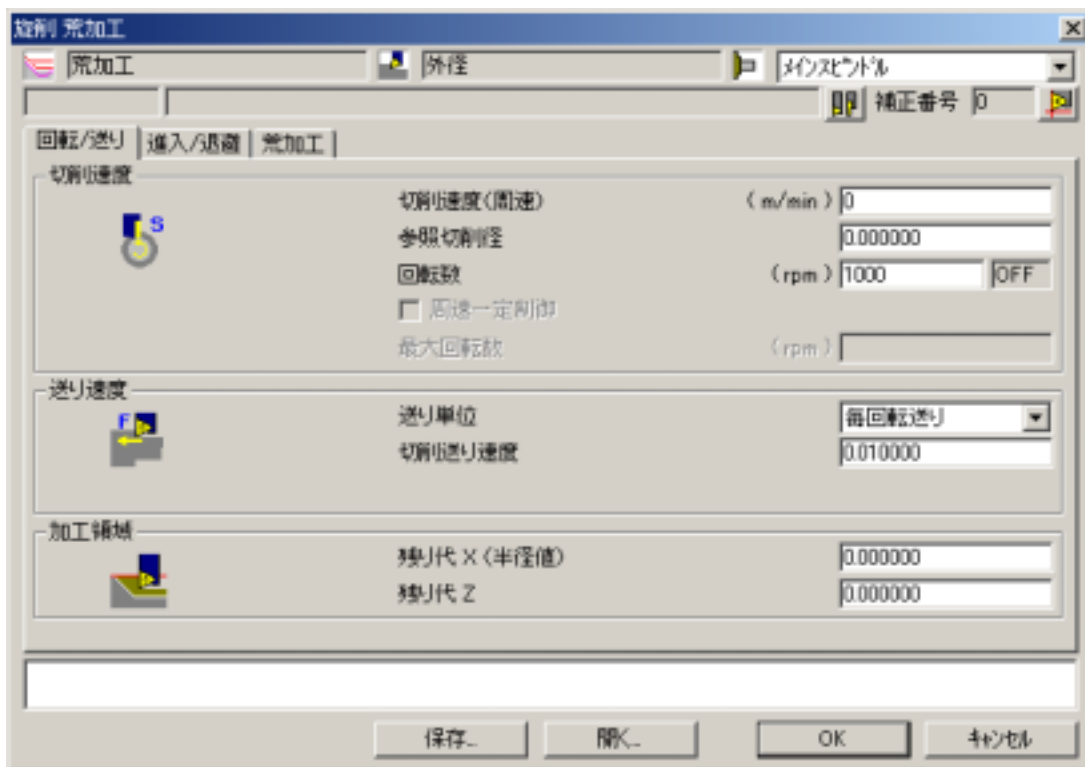 旋削 荒加工
荒加工 外径 メインスピンドル
補正番号 0
回転/送り 進入/退避 荒加工
切削速度
S
切削速度(周速) (m/min) 0
参照切削径 0.000000
回転数 (rpm) 1000 OFF
周速一定制御
最大回転数 (rpm)
送り速度
F
送り単位 毎回転送り
切削送り速度 0.010000
加工領域
残り代 X (半径値) 0.000000
残り代 Z 0.000000
保存... 開く... OK キャンセル